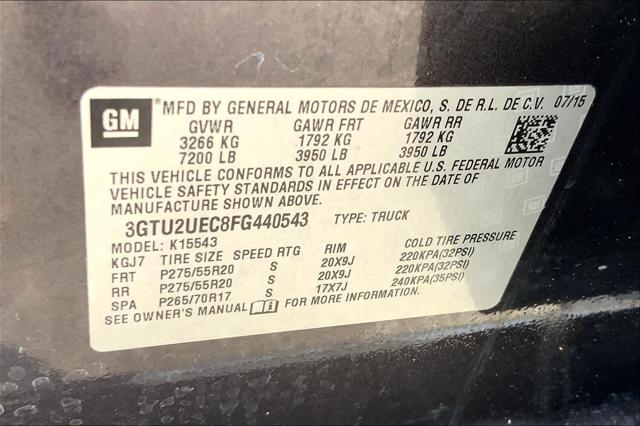 GM ® MFD BY GENERAL MOTORS DE MEXICO, S. DE R.L. DE C.V. 07/15
GVWR GAWR FRT GAWR RR
3266 KG 1792 KG 1792 KG
7200 LB 3950 LB 3950 LB
THIS VEHICLE CONFORMS TO ALL APPLICABLE U.S. FEDERAL MOTOR
VEHICLE SAFETY STANDARDS IN EFFECT ON THE DATE OF
MANUFACTURE SHOWN ABOVE.
3GTU2UEC8FG440543 TYPE: TRUCK
MODEL: K15543
KGJ7 TIRE SIZE SPEED RTG RIM COLD TIRE PRESSURE
FRT P275/55R20 S 20X9J 220KPA(32PSI)
RR P275/55R20 S 20X9J 220KPA(32PSI)
SPA P265/70R17 S 17X7J 240KPA(35PSI)
SEE OWNER'S MANUAL FOR MORE INFORMATION.